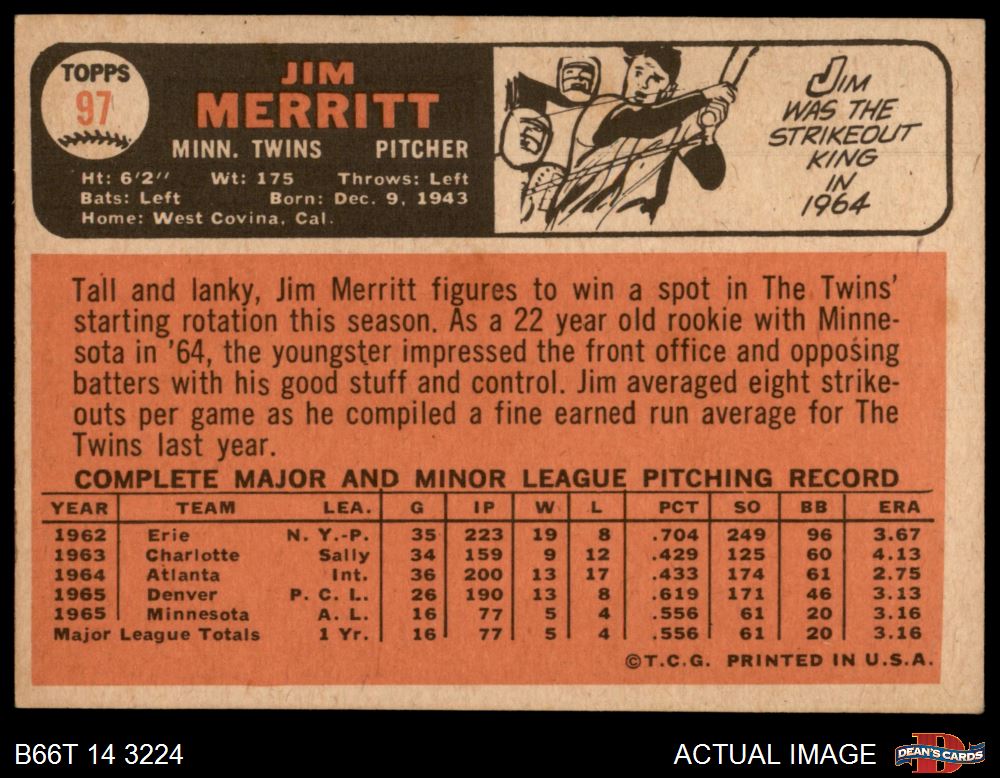 TOPPS
97
JIM
MERRITT
MINN. TWINS PITCHER
Ht: 6'2" Wt: 175 Throws: Left
Bats: Left Born: Dec. 9, 1943
Home: West Covina, Cal.
JIM
WAS THE
STRIKEOUT
KING
IN
1964
Tall and lanky, Jim Merritt figures to win a spot in The Twins'
starting rotation this season. As a 22 year old rookie with Minne-
sota in '64, the youngster impressed the front office and opposing
batters with his good stuff and control. Jim averaged eight strike-
outs per game as he compiled a fine earned run average for The
Twins last year.
COMPLETE MAJOR AND MINOR LEAGUE PITCHING RECORD
YEAR TEAM LEA. G IP W L PCT SO BB ERA
1962 Erie N. Y.-P. 35 223 19 8 .704 249 96 3.67
1963 Charlotte Sally 34 159 9 12 .429 125 60 4.13
1964 Atlanta Int. 36 200 13 17 .433 174 61 2.75
1965 Denver P. C. L. 26 190 13 8 .619 171 46 3.13
1965 Minnesota A. L. 16 77 5 4 .556 61 20 3.16
Major League Totals 1 Yr. 16 77 5 4 .556 61 20 3.16
©T.C.G. PRINTED IN U.S.A.
B66T 14 3224
ACTUAL IMAGE
DEAN'S CARDS